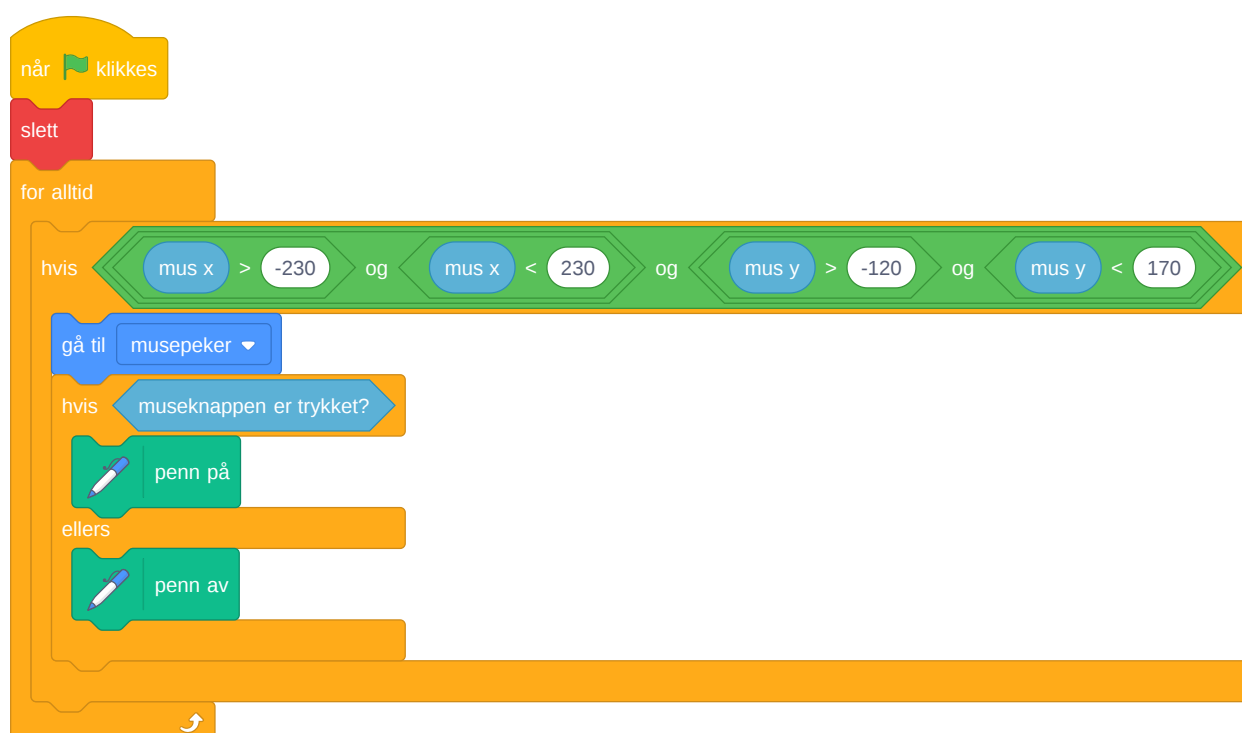 når klikkes
slett
for alltid
hvis mus x > -230 og mus x < 230 og mus y > -120 og mus y < 170
gå til musepeker
hvis museknappen er trykket?
penn på
ellers
penn av